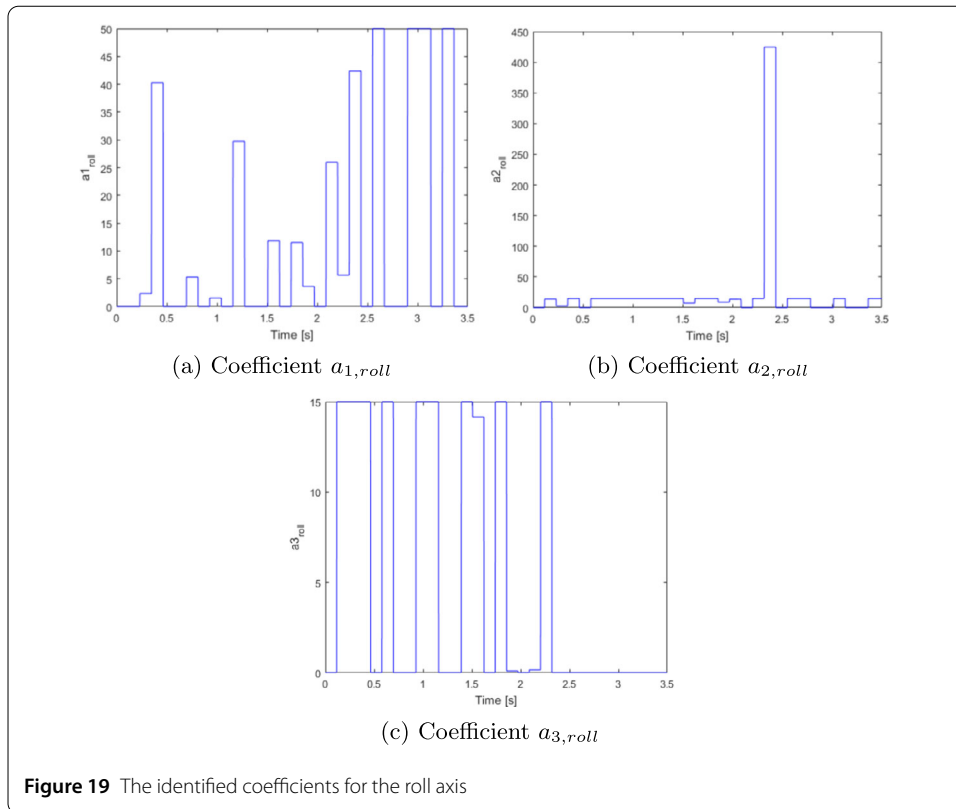 50
45
40
35
30
25
20
15
10
5
0
a1roll
0 0.5 1 1.5 2 2.5 3 3.5
Time [s]
(a) Coefficient a1,roll
450
400
350
300
250
200
150
100
50
0
a2roll
0 0.5 1 1.5 2 2.5 3 3.5
Time [s]
(b) Coefficient a2,roll
15
10
5
0
a3roll
0 0.5 1 1.5 2 2.5 3 3.5
Time [s]
(c) Coefficient a3,roll
Figure 19 The identified coefficients for the roll axis